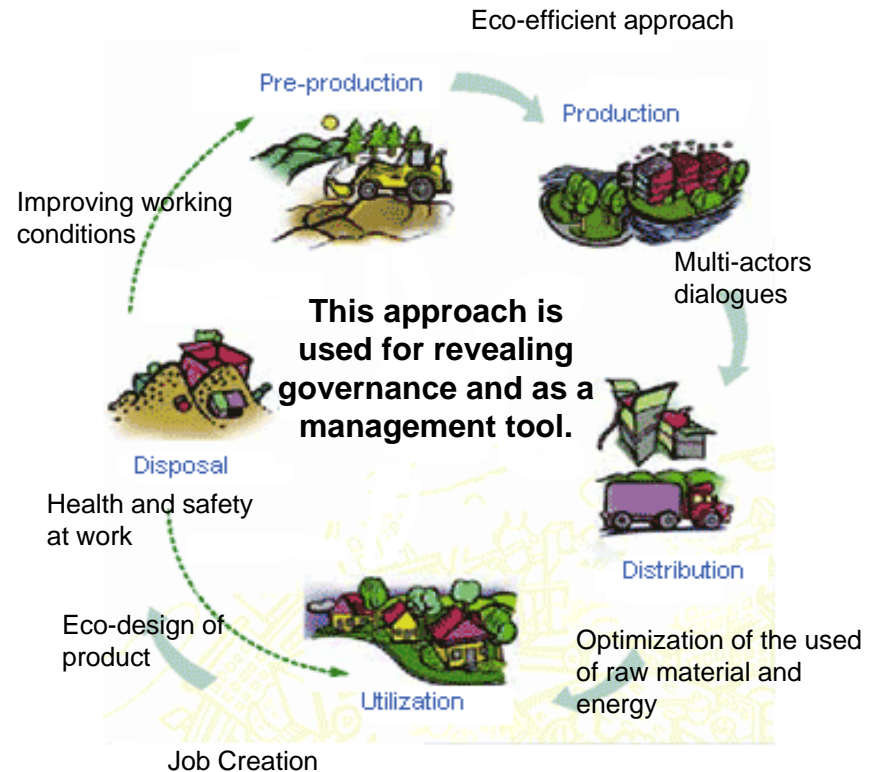 Eco-efficient approach
Pre-production
Production
Improving working
conditions
Multi-actors
dialogues
This approach is
used for revealing
governance and as a
management tool.
Disposal
Health and safety
at work
Distribution
Eco-design of
product
Optimization of the used
of raw material and
energy
Utilization
Job Creation